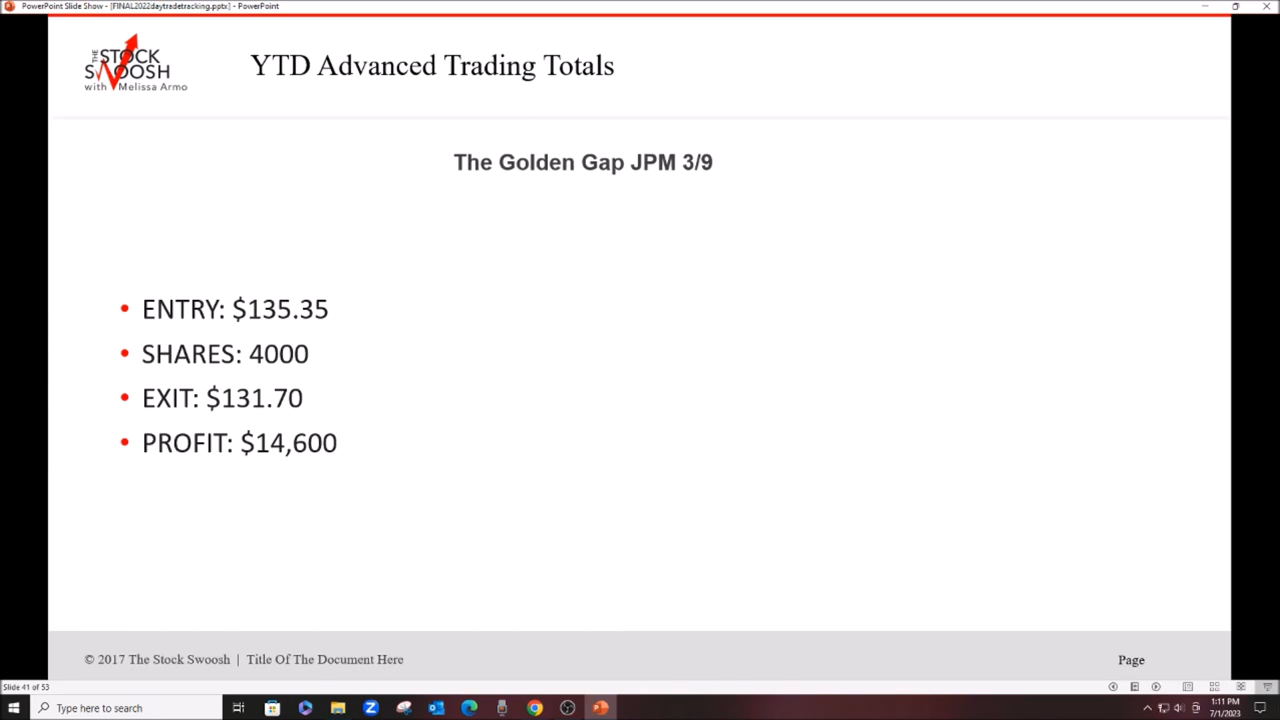 PowerPoint Slide Show - [FINAL2022daytradetracking.pptx] - PowerPoint
THE
STOCK
SWOOSH
with Melissa Armo
YTD Advanced Trading Totals
The Golden Gap JPM 3/9
• ENTRY: $135.35
• SHARES: 4000
• EXIT: $131.70
• PROFIT: $14,600
© 2017 The Stock Swoosh | Title Of The Document Here
Page
Slide 41 of 53
Type here to search
1:11 PM
7/1/2023